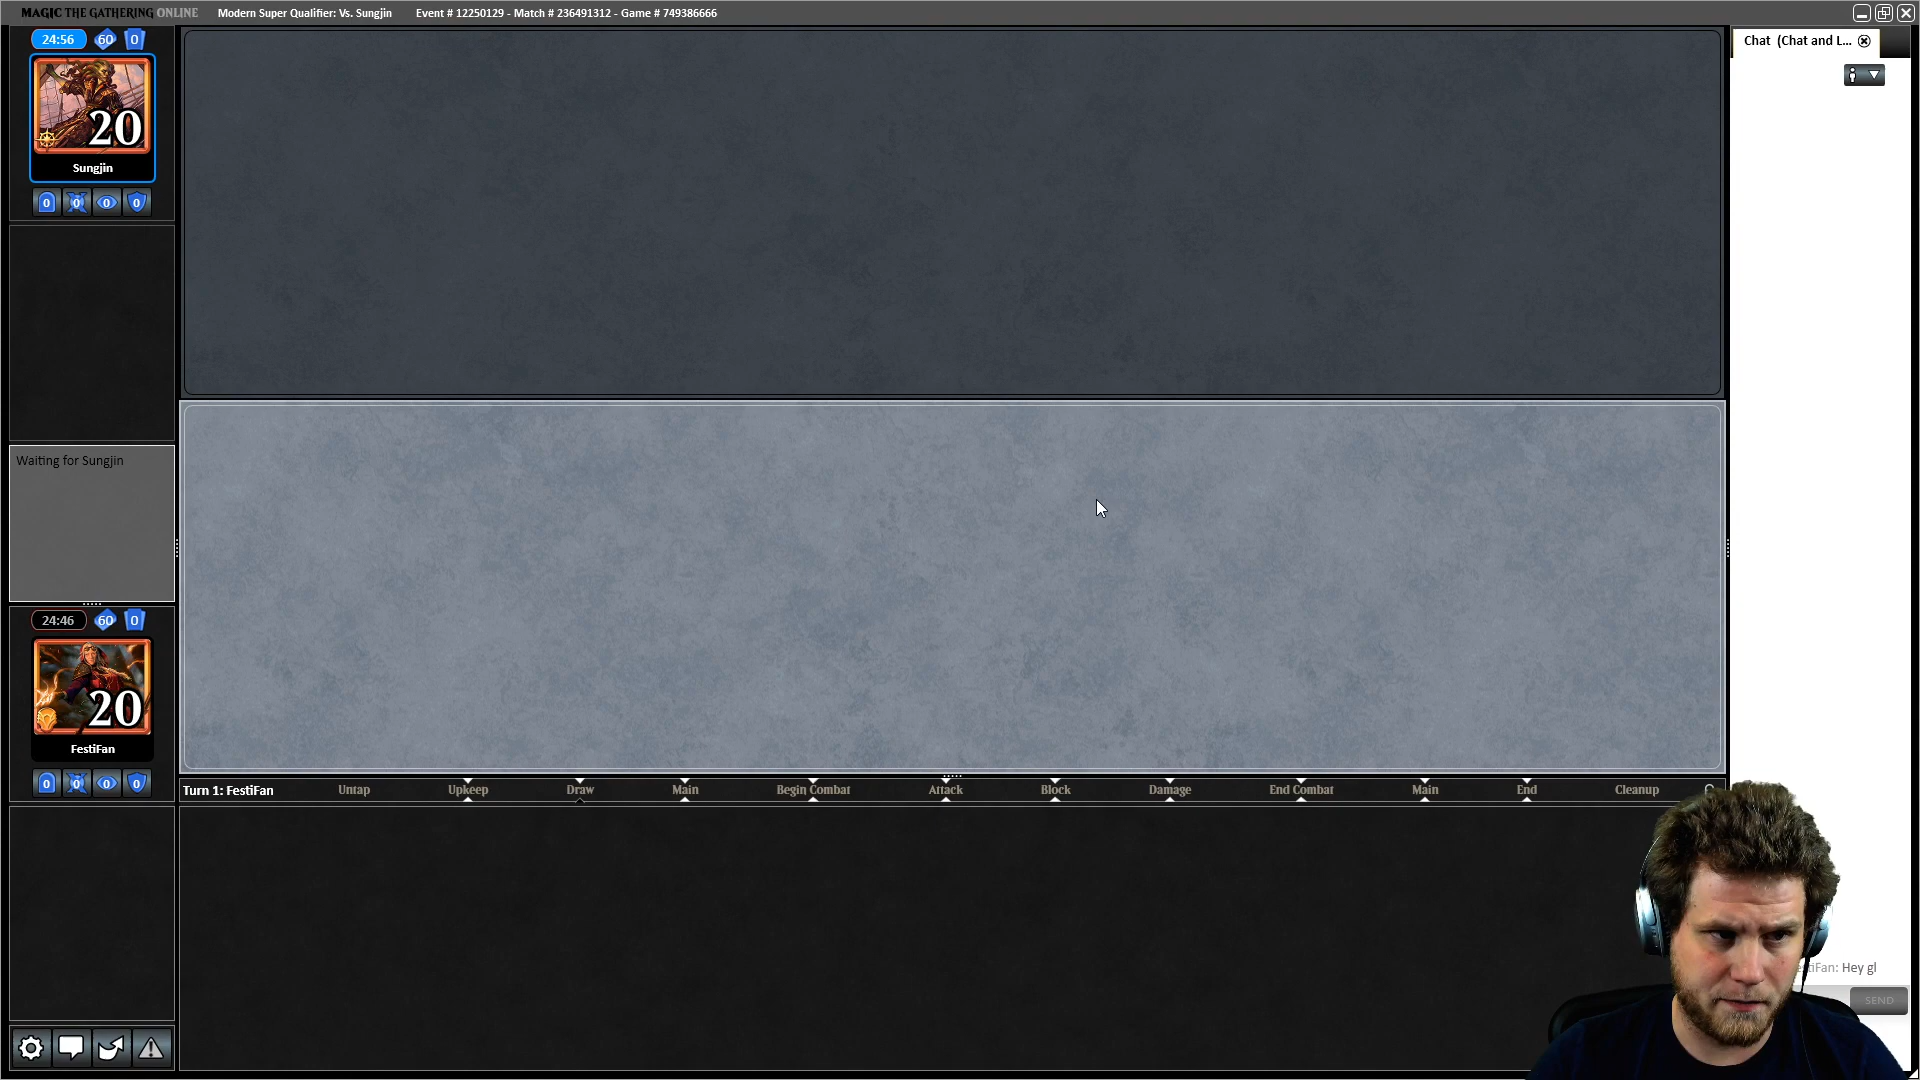 MAGIC THE GATHERING ONLINE Modern Super Qualifier: Vs. Sungjin Event # 12250129 - Match # 236491312 - Game # 749386666
Chat (Chat and L...
24:56 60 0
20
Sungjin
0 0 0 0
Waiting for Sungjin
24:46 60 0
20
FestiFan
0 0 0 0
Turn 1: FestiFan Untap Upkeep Draw Main Begin Combat Attack Block Damage End Combat Main End Cleanup
Hey gl
SEND